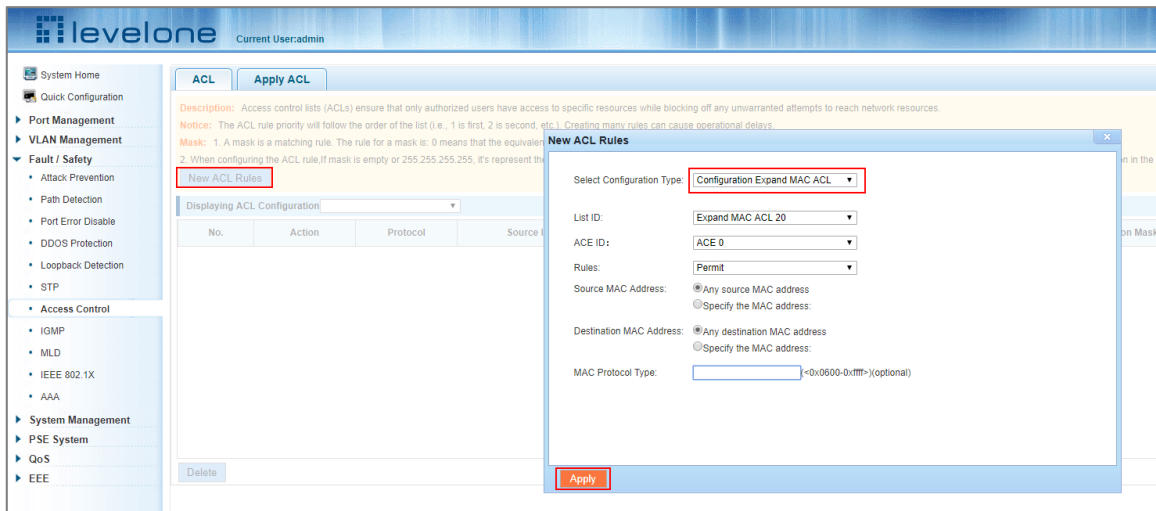 levelone Current User:admin
System Home
Quick Configuration
Port Management
VLAN Management
Fault / Safety
Attack Prevention
Path Detection
Port Error Disable
DDOS Protection
Loopback Detection
STP
Access Control
IGMP
MLD
IEEE 802.1X
AAA
System Management
PSE System
QoS
EEE
ACL Apply ACL
Description: Access control lists (ACLs) ensure that only authorized users have access to specific resources while blocking off any unwarranted attempts to reach network resources.
Notice: The ACL rule priority will follow the order of the list (i.e., 1 is first, 2 is second, etc.). Creating many rules can cause operational delays.
Mask: 1. A mask is a matching rule. The rule for a mask is: 0 means that the equivalen
2. When configuring the ACL rule,If mask is empty or 255.255.255.255, it's represent the on in the
New ACL Rules
Displaying ACL Configuration
No. Action Protocol Source I on Mask
Delete
New ACL Rules x
Select Configuration Type: Configuration Expand MAC ACL
List ID: Expand MAC ACL 20
ACE ID: ACE 0
Rules: Permit
Source MAC Address: Any source MAC address
Specify the MAC address:
Destination MAC Address: Any destination MAC address
Specify the MAC address:
MAC Protocol Type: (<0x0600-0xffff>)(optional)
Apply